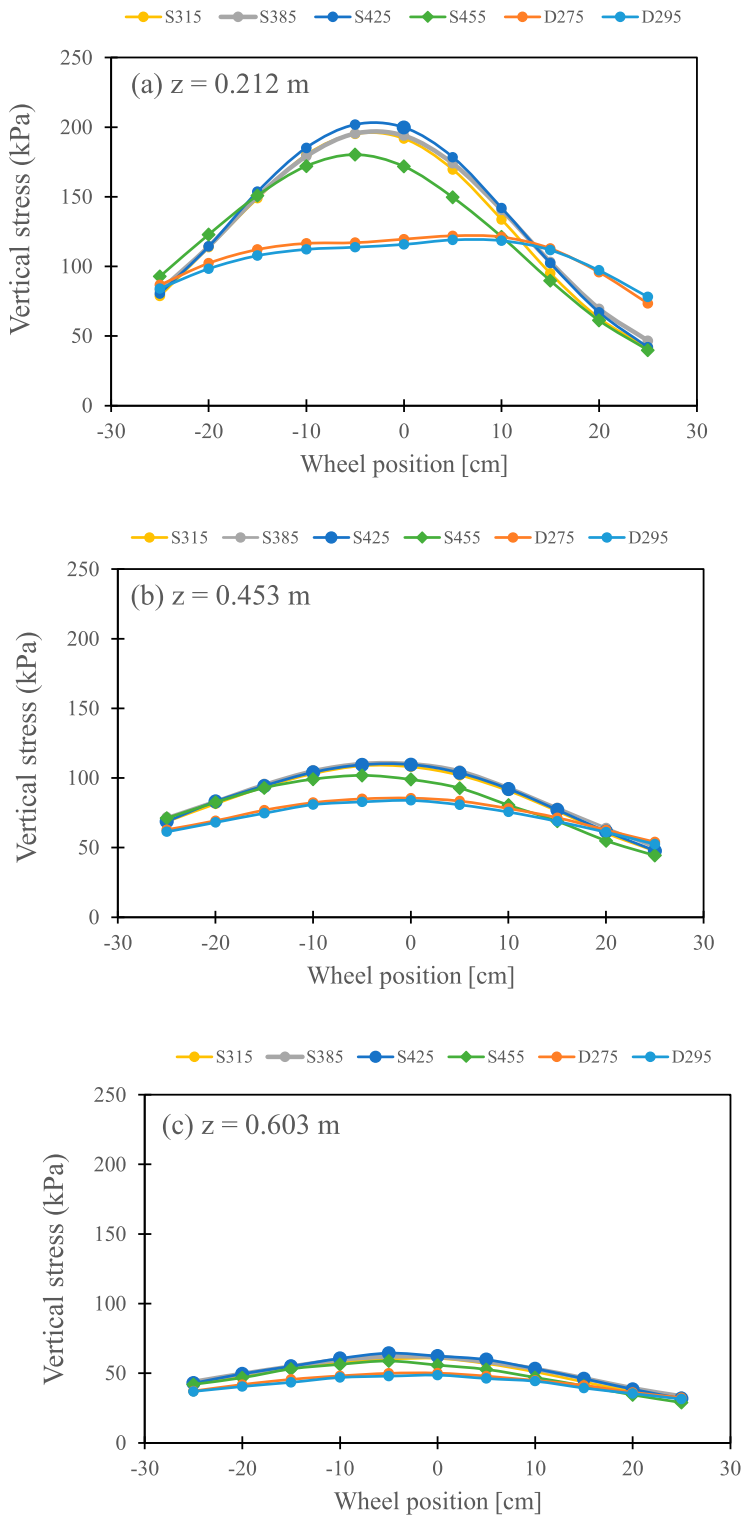 S315 S385 S425 S455 D275 D295
250
(a) z = 0.212 m
200
150
100
50
0
Vertical stress (kPa)
-30 -20 -10 0 10 20 30
Wheel position [cm]
S315 S385 S425 S455 D275 D295
250
(b) z = 0.453 m
200
150
100
50
0
Vertical stress (kPa)
-30 -20 -10 0 10 20 30
Wheel position [cm]
S315 S385 S425 S455 D275 D295
250
(c) z = 0.603 m
200
150
100
50
0
Vertical stress (kPa)
-30 -20 -10 0 10 20 30
Wheel position [cm]